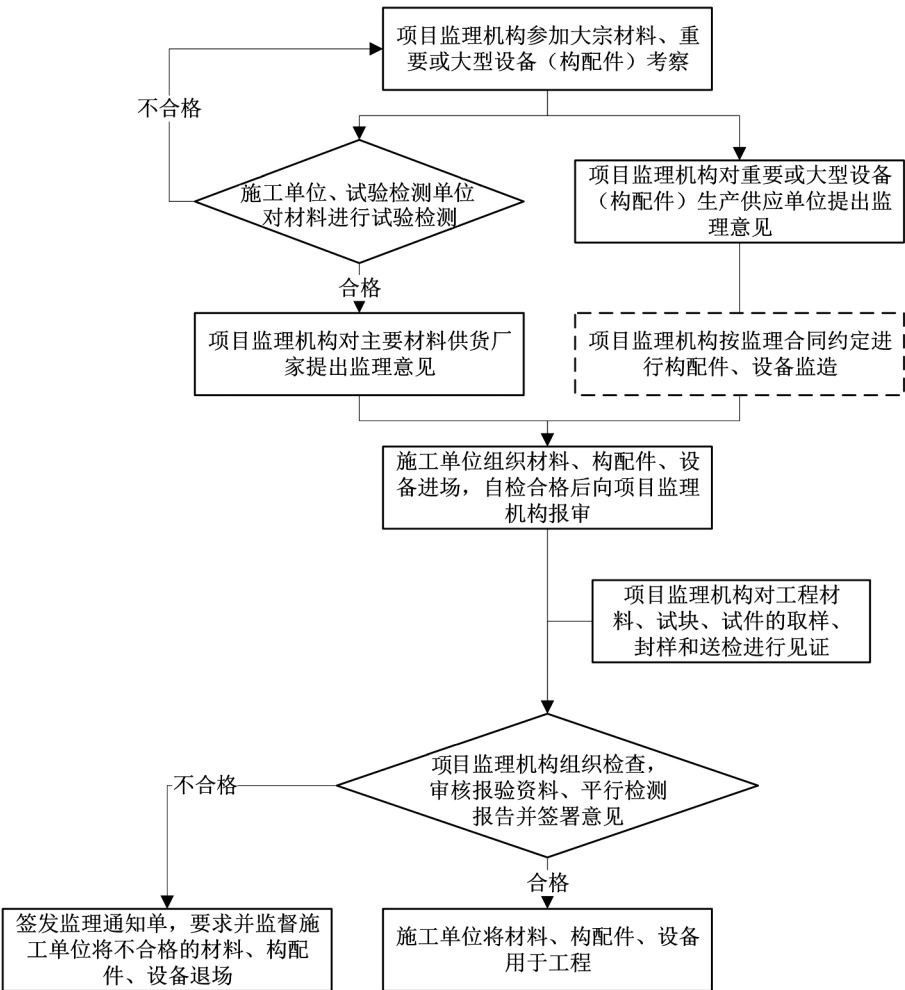 项目监理机构参加大宗材料、重
要或大型设备（构配件）考察
不合格
施工单位、试验检测单位
对材料进行试验检测
项目监理机构对重要或大型设备
（构配件）生产供应单位提出监
理意见
合格
项目监理机构对主要材料供货厂
家提出监理意见
项目监理机构按监理合同约定进
行构配件、设备监造
施工单位组织材料、构配件、设
备进场，自检合格后向项目监理
机构报审
项目监理机构对工程材
料、试块、试件的取样、
封样和送检进行见证
项目监理机构组织检查，
审核报验资料、平行检测
报告并签署意见
不合格
合格
签发监理通知单，要求并监督施
工单位将不合格的材料、构配
件、设备退场
施工单位将材料、构配件、设备
用于工程